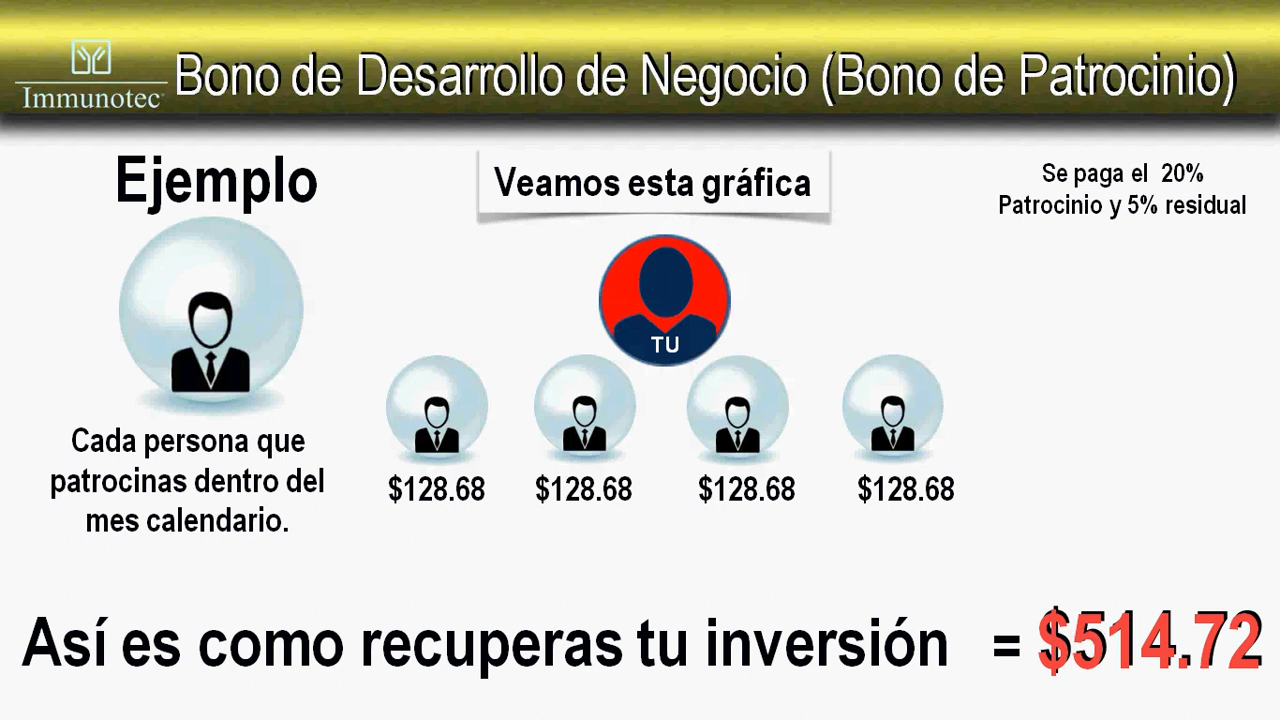 Immunotec
Bono de Desarrollo de Negocio (Bono de Patrocinio)
Ejemplo
Veamos esta gráfica
Se paga el 20%
Patrocinio y 5% residual
TU
Cada persona que
patrocinas dentro del
mes calendario.
$128.68 $128.68 $128.68 $128.68
Así es como recuperas tu inversión = $514.72